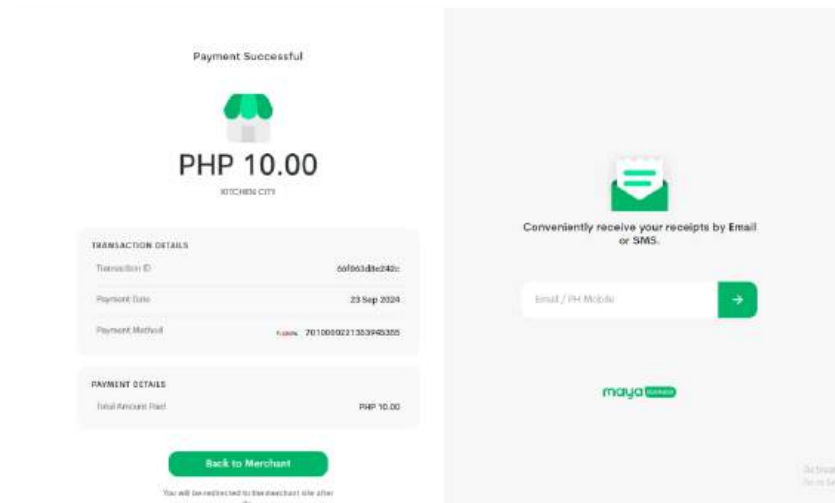 Payment Successful
PHP 10.00
KITCHEN CITY
TRANSACTION DETAILS
Transaction ID
Payment Date 23 Sep 2024
Payment Method
PAYMENT DETAILS
Total Amount Paid PHP 10.00
Back to Merchant
You will be redirected to the merchant site after
Conveniently receive your receipts by Email
or SMS.
Email / PH Mobile
maya